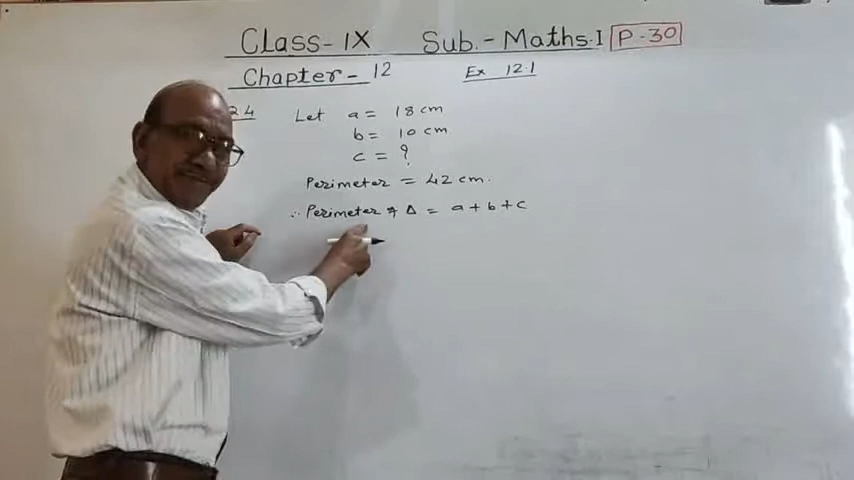 Class-IX Sub.-Maths.I P-30
Chapter-12 Ex 12.1
24 Let a = 18 cm
b = 10 cm
c = ?
Perimeter = 42 cm.
∴ Perimeter of Δ = a+b+c